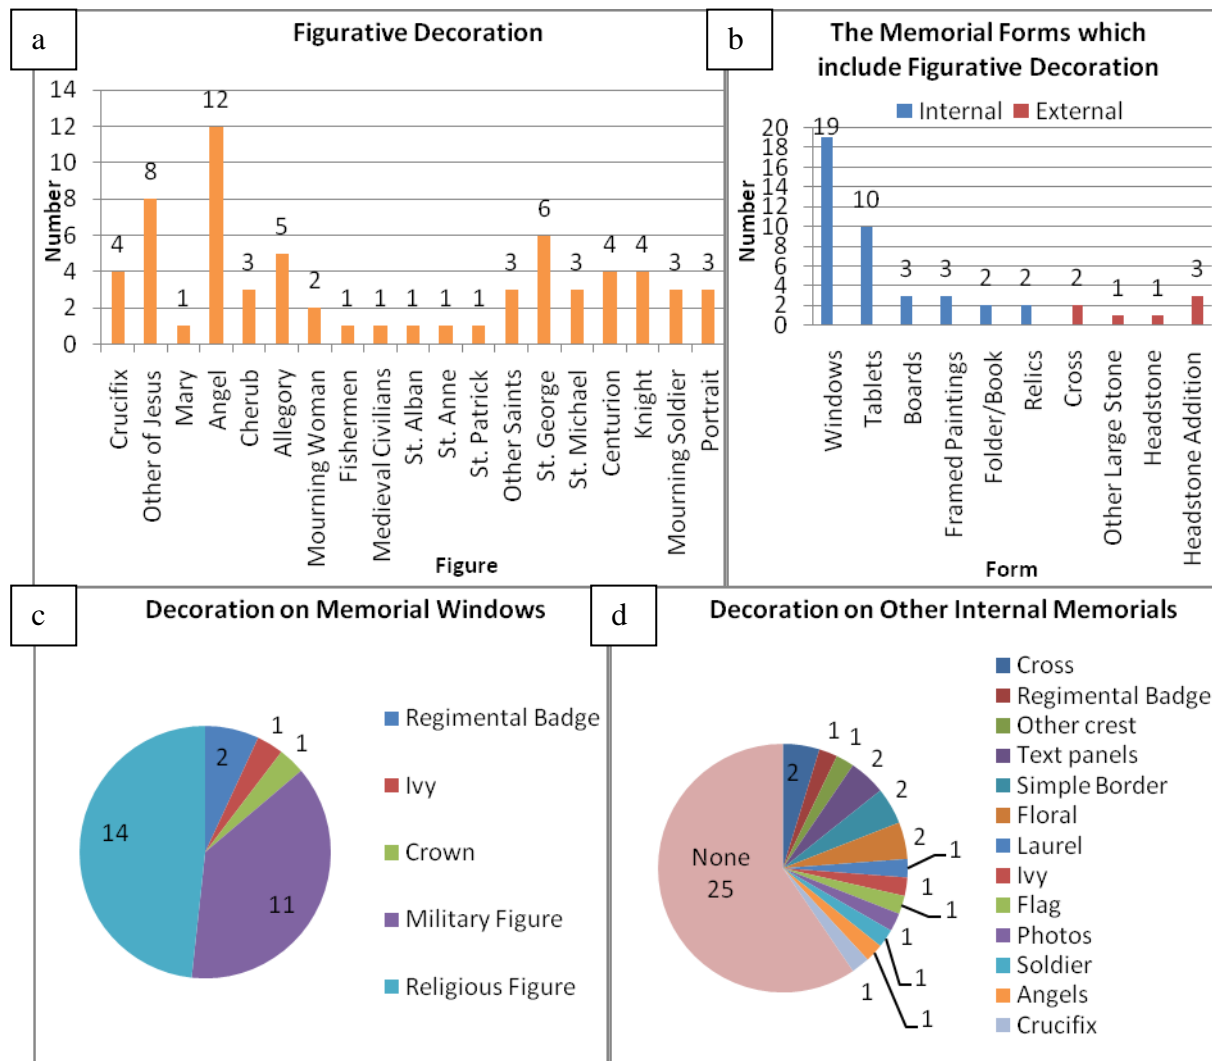 a
Figurative Decoration
Number
14
12
10
8
6
4
2
0
4
8
1
12
3
5
2
1
1
1
1
1
3
6
3
4
4
3
3
Crucifix
Other of Jesus
Mary
Angel
Cherub
Allegory
Mourning Woman
Fishermen
Medieval Civilians
St. Alban
St. Anne
St. Patrick
Other Saints
St. George
St. Michael
Centurion
Knight
Mourning Soldier
Portrait
Figure
b
The Memorial Forms which
include Figurative Decoration
Internal External
Number
20
18
16
14
12
10
8
6
4
2
0
19
10
3
3
2
2
2
1
1
3
Windows
Tablets
Boards
Framed Paintings
Folder/Book
Relics
Cross
Other Large Stone
Headstone
Headstone Addition
Form
c
Decoration on Memorial Windows
2
1
1
11
14
Regimental Badge
Ivy
Crown
Military Figure
Religious Figure
d
Decoration on Other Internal Memorials
2
1
1
2
2
2
1
1
1
1
1
1
1
None
25
Cross
Regimental Badge
Other crest
Text panels
Simple Border
Floral
Laurel
Ivy
Flag
Photos
Soldier
Angels
Crucifix